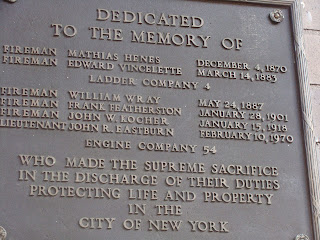 DEDICATED
TO THE MEMORY OF
FIREMAN MATHIAS HENES DECEMBER 4, 1870
FIREMAN EDWARD VINCELETTE MARCH 14, 1883
LADDER COMPANY 4
FIREMAN WILLIAM WRAY MAY 24, 1887
FIREMAN FRANK FEATHERSTON JANUARY 28, 1901
FIREMAN JOHN W. KOCHER JANUARY 15, 1918
LIEUTENANT JOHN R. EASTBURN FEBRUARY 10, 1970
ENGINE COMPANY 54
WHO MADE THE SUPREME SACRIFICE
IN THE DISCHARGE OF THEIR DUTIES
PROTECTING LIFE AND PROPERTY
IN THE
CITY OF NEW YORK